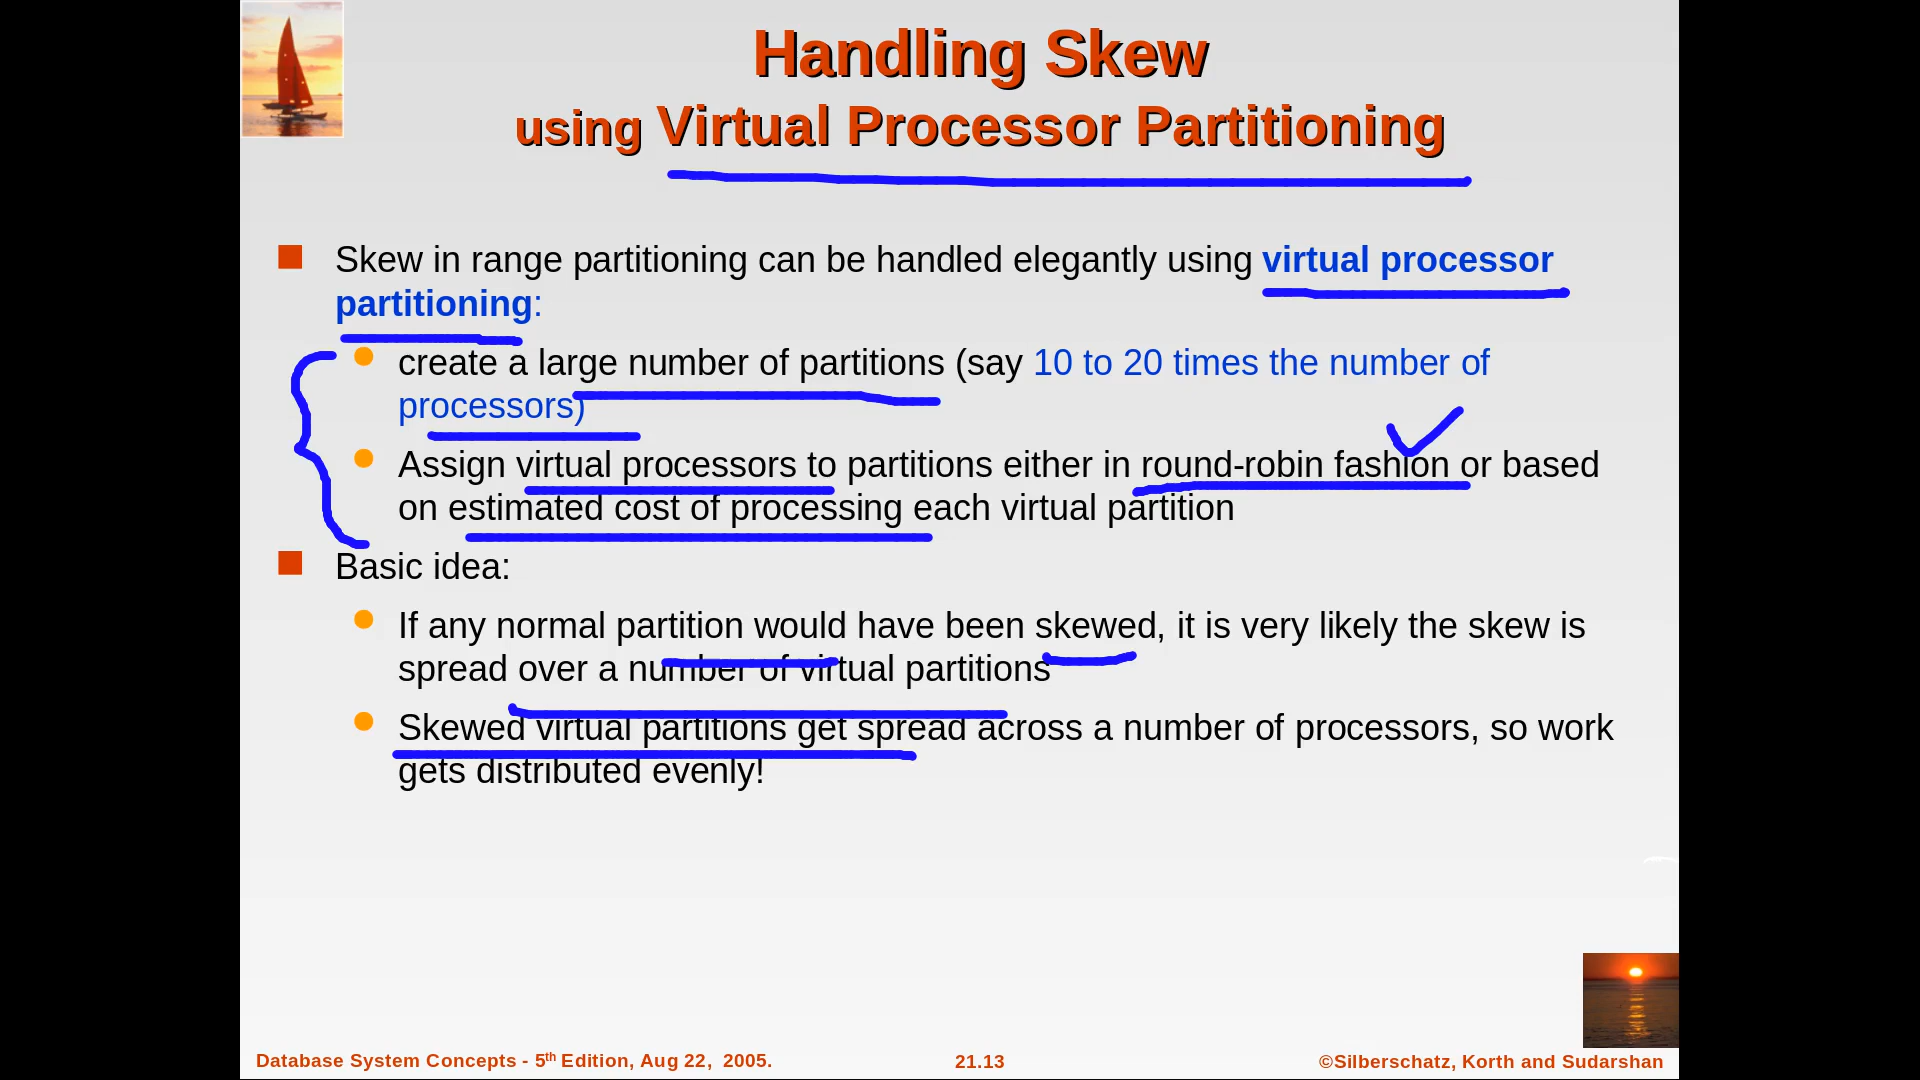 Handling Skew
using Virtual Processor Partitioning
Skew in range partitioning can be handled elegantly using virtual processor
partitioning:
create a large number of partitions (say 10 to 20 times the number of
processors)
Assign virtual processors to partitions either in round-robin fashion or based
on estimated cost of processing each virtual partition
Basic idea:
If any normal partition would have been skewed, it is very likely the skew is
spread over a number of virtual partitions
Skewed virtual partitions get spread across a number of processors, so work
gets distributed evenly!
Database System Concepts - 5th Edition, Aug 22, 2005.
21.13
©Silberschatz, Korth and Sudarshan